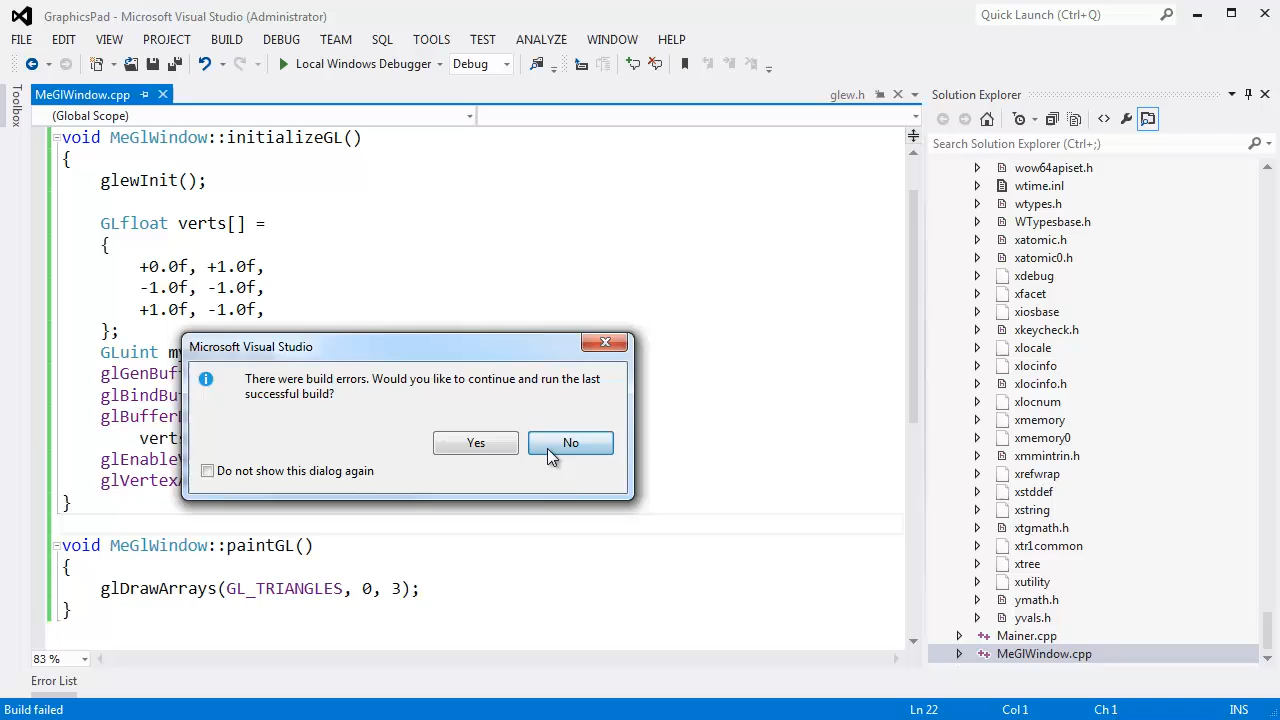 GraphicsPad - Microsoft Visual Studio (Administrator)
Quick Launch (Ctrl+Q)
FILE EDIT VIEW PROJECT BUILD DEBUG TEAM SQL TOOLS TEST ANALYZE WINDOW HELP
Local Windows Debugger Debug
Toolbox
MeGlWindow.cpp glew.h
(Global Scope)
void MeGlWindow::initializeGL()
{
glewInit();
GLfloat verts[] =
{
+0.0f, +1.0f,
-1.0f, -1.0f,
+1.0f, -1.0f,
};
GLuint my
glGenBuf
glBindBu
glBuffer
verts
glEnableV
glVertexA
}
void MeGlWindow::paintGL()
{
glDrawArrays(GL_TRIANGLES, 0, 3);
}
83 %
Error List
Microsoft Visual Studio
There were build errors. Would you like to continue and run the last
successful build?
Yes No
Do not show this dialog again
Solution Explorer
Search Solution Explorer (Ctrl+;)
wow64apiset.h
wtime.inl
wtypes.h
WTypesbase.h
xatomic.h
xatomic0.h
xdebug
xfacet
xiosbase
xkeycheck.h
xlocale
xlocinfo
xlocinfo.h
xlocnum
xmemory
xmemory0
xmmintrin.h
xrefwrap
xstddef
xstring
xtgmath.h
xtr1common
xtree
xutility
ymath.h
yvals.h
Mainer.cpp
MeGlWindow.cpp
Build failed Ln 22 Col 1 Ch 1 INS